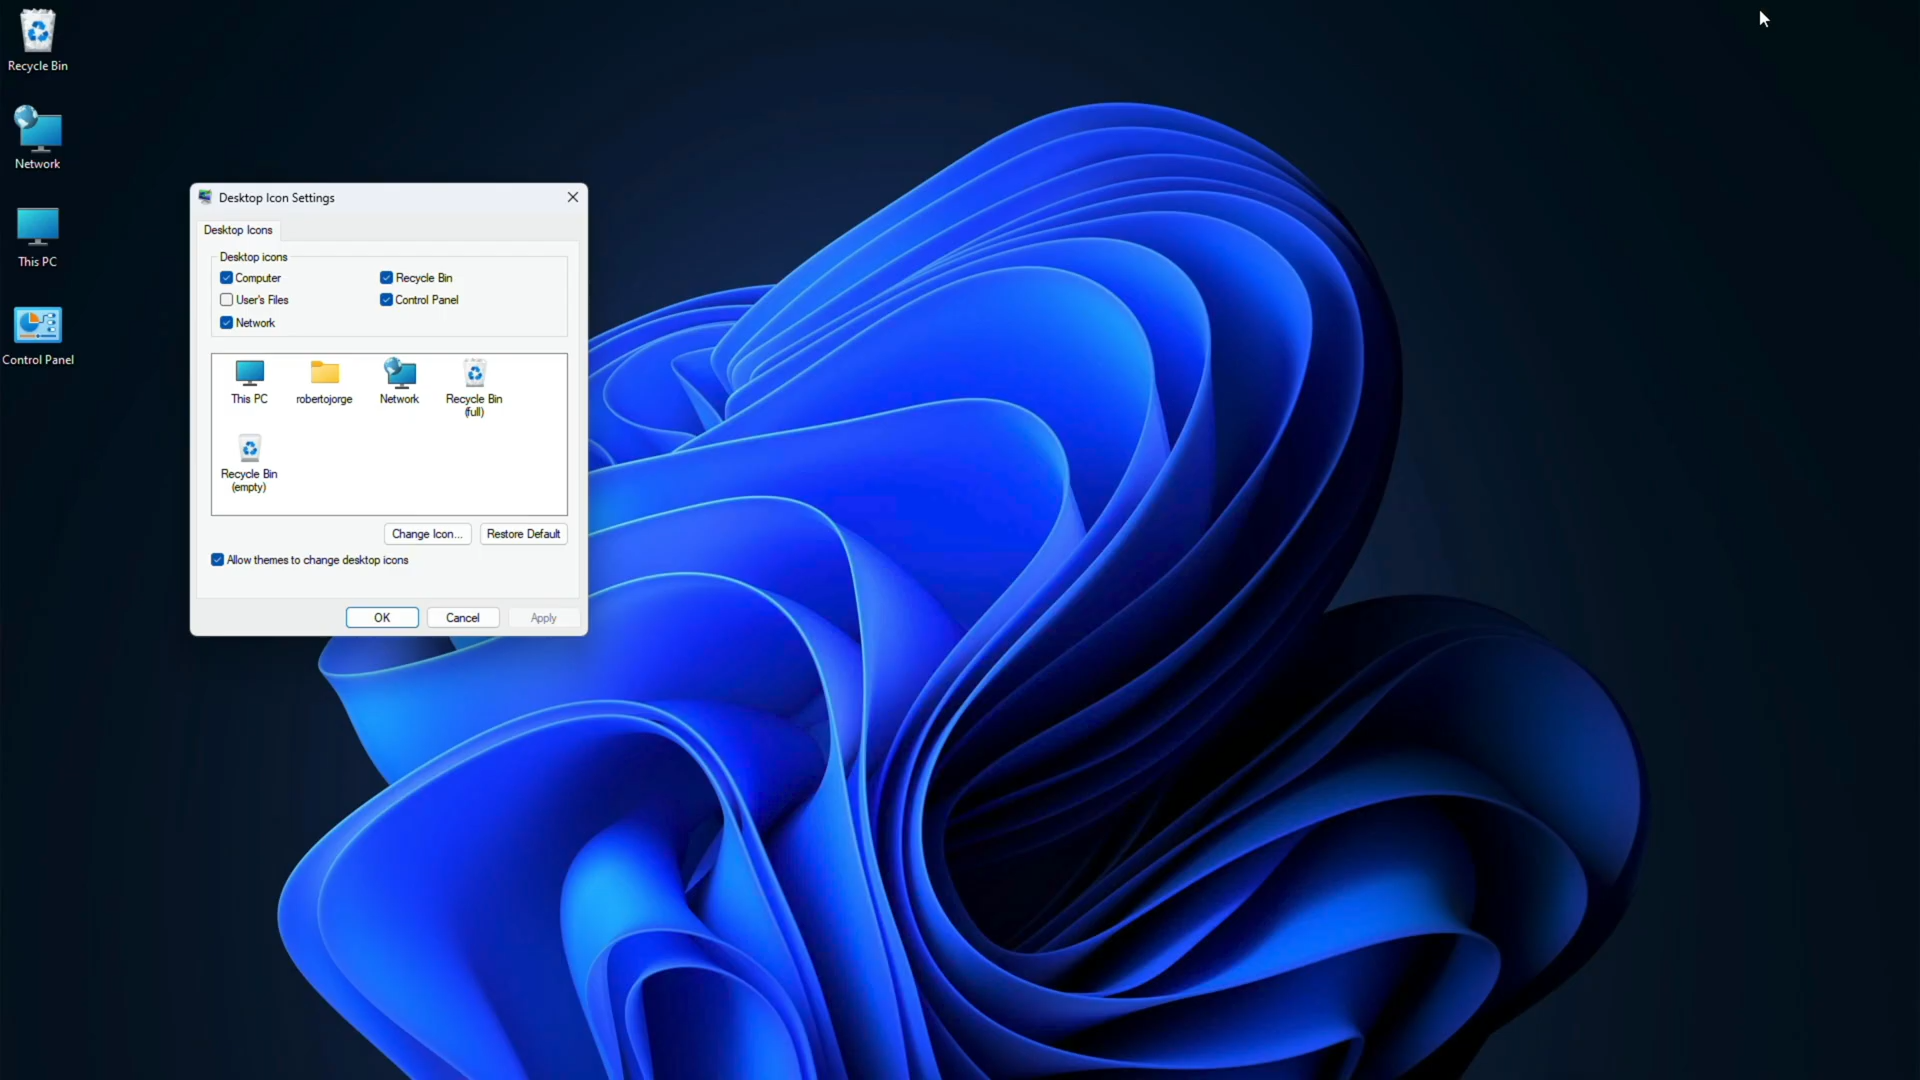 Recycle Bin
Network
This PC
Control Panel
Desktop Icon Settings
Desktop Icons
Desktop icons
Computer
Recycle Bin
User's Files
Control Panel
Network
This PC
robertojorge
Network
Recycle Bin
(full)
Recycle Bin
(empty)
Change Icon...
Restore Default
Allow themes to change desktop icons
OK
Cancel
Apply